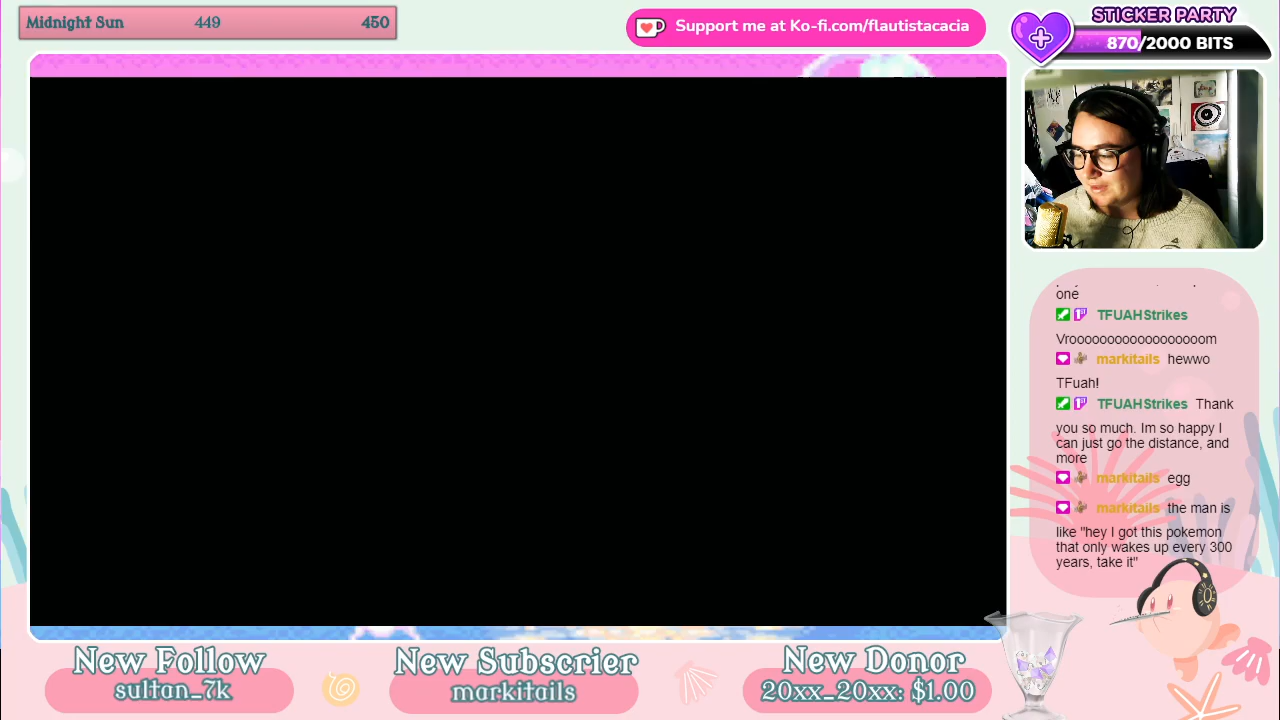 Midnight Sun 449 450
Support me at Ko-fi.com/flautistacacia
STICKER PARTY
870/2000 BITS
one
TFUAHStrikes
Vroooooooooooooooooom
markitails hewwo
TFuah!
TFUAHStrikes Thank
you so much. Im so happy I
can just go the distance, and
more
markitails egg
markitails the man is
like "hey I got this pokemon
that only wakes up every 300
years, take it"
New Follow
sultan_7k
New Subscrier
markitails
New Donor
20xx_20xx: $1.00